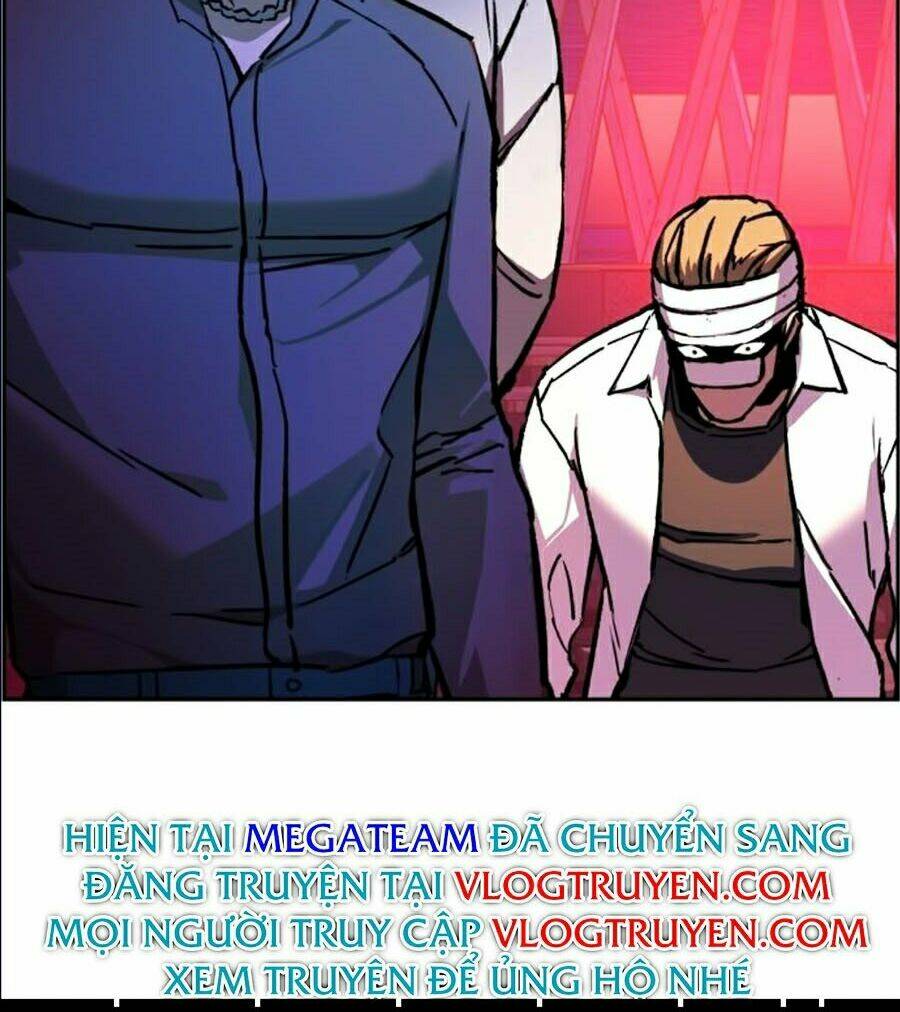 HIỆN TẠI MEGATEAM ĐÃ CHUYỂN SANG
ĐĂNG TRUYỆN TẠI VLOGTRUYEN.COM
MỌI NGƯỜI TRUY CẬP VLOGTRUYEN.COM
XEM TRUYỆN ĐỂ ỦNG HỘ NHÉ